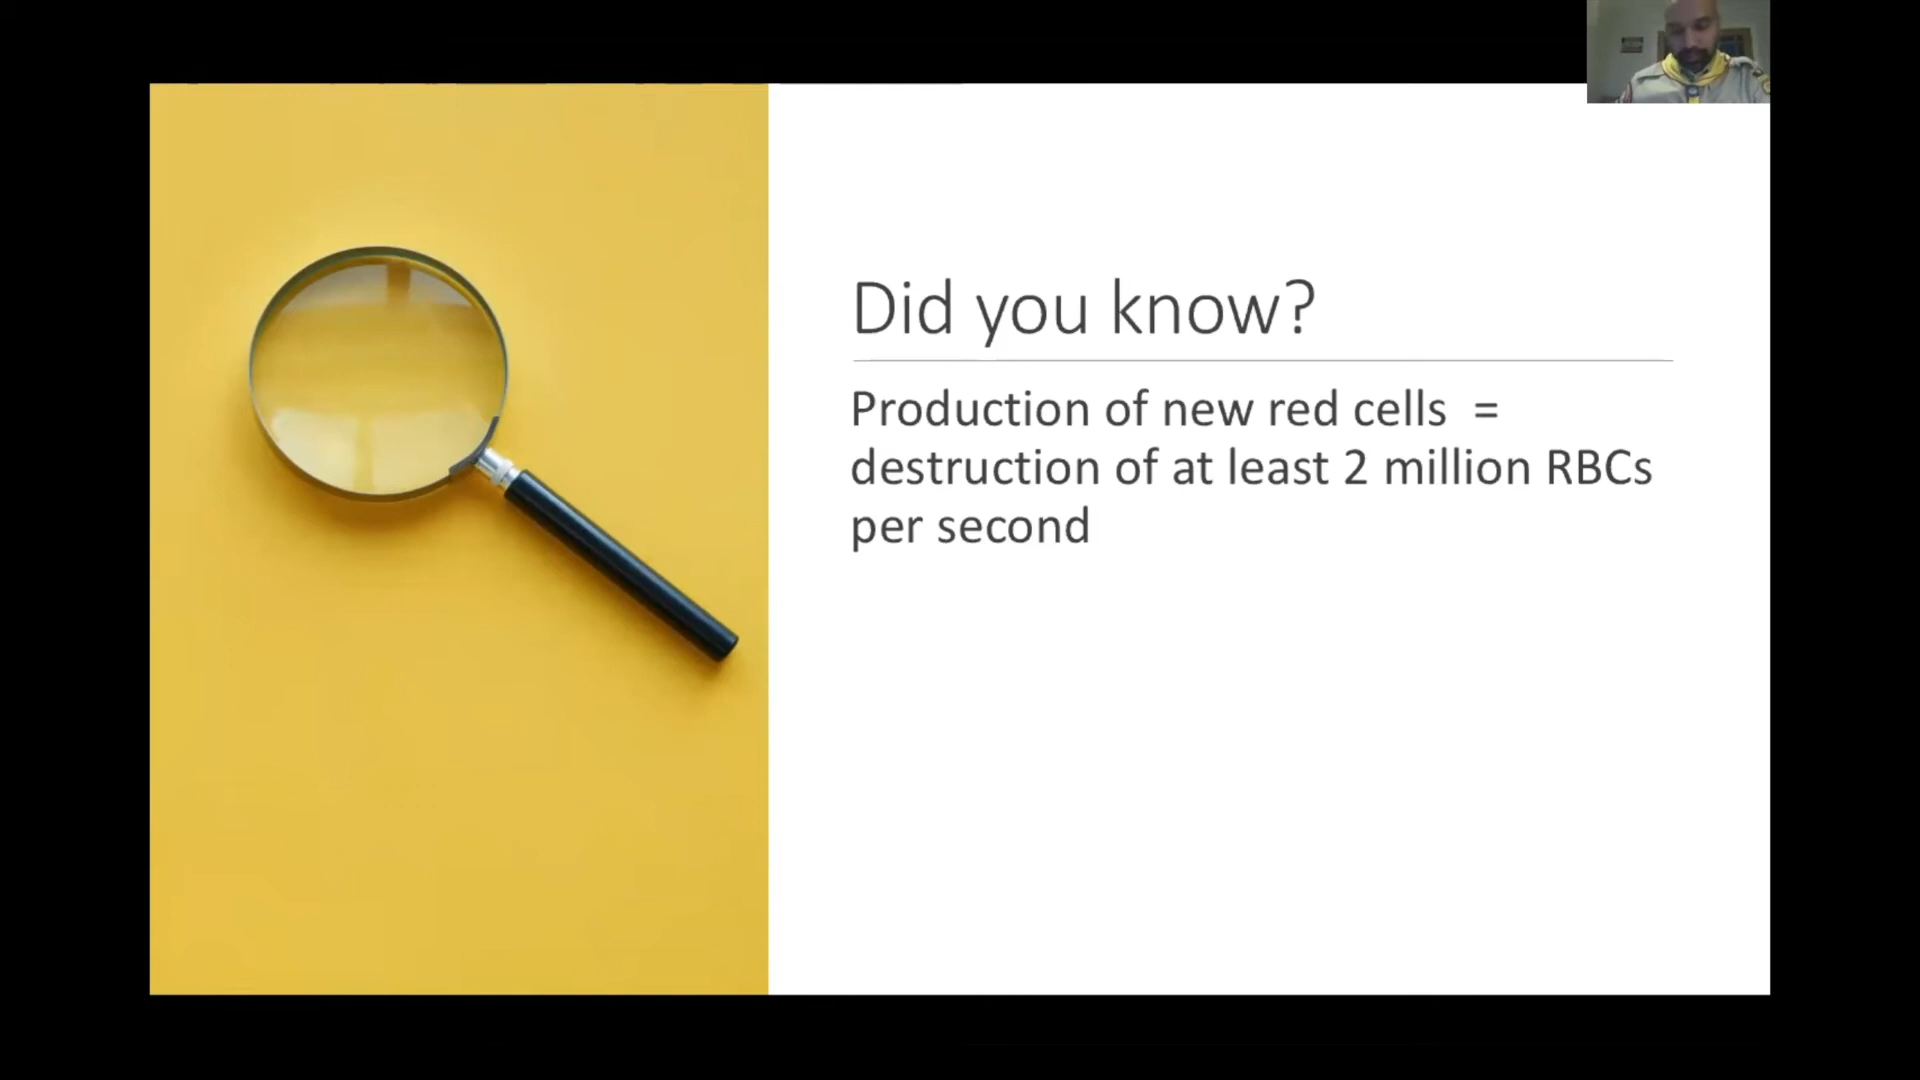 Did you know?
Production of new red cells =
destruction of at least 2 million RBCs
per second